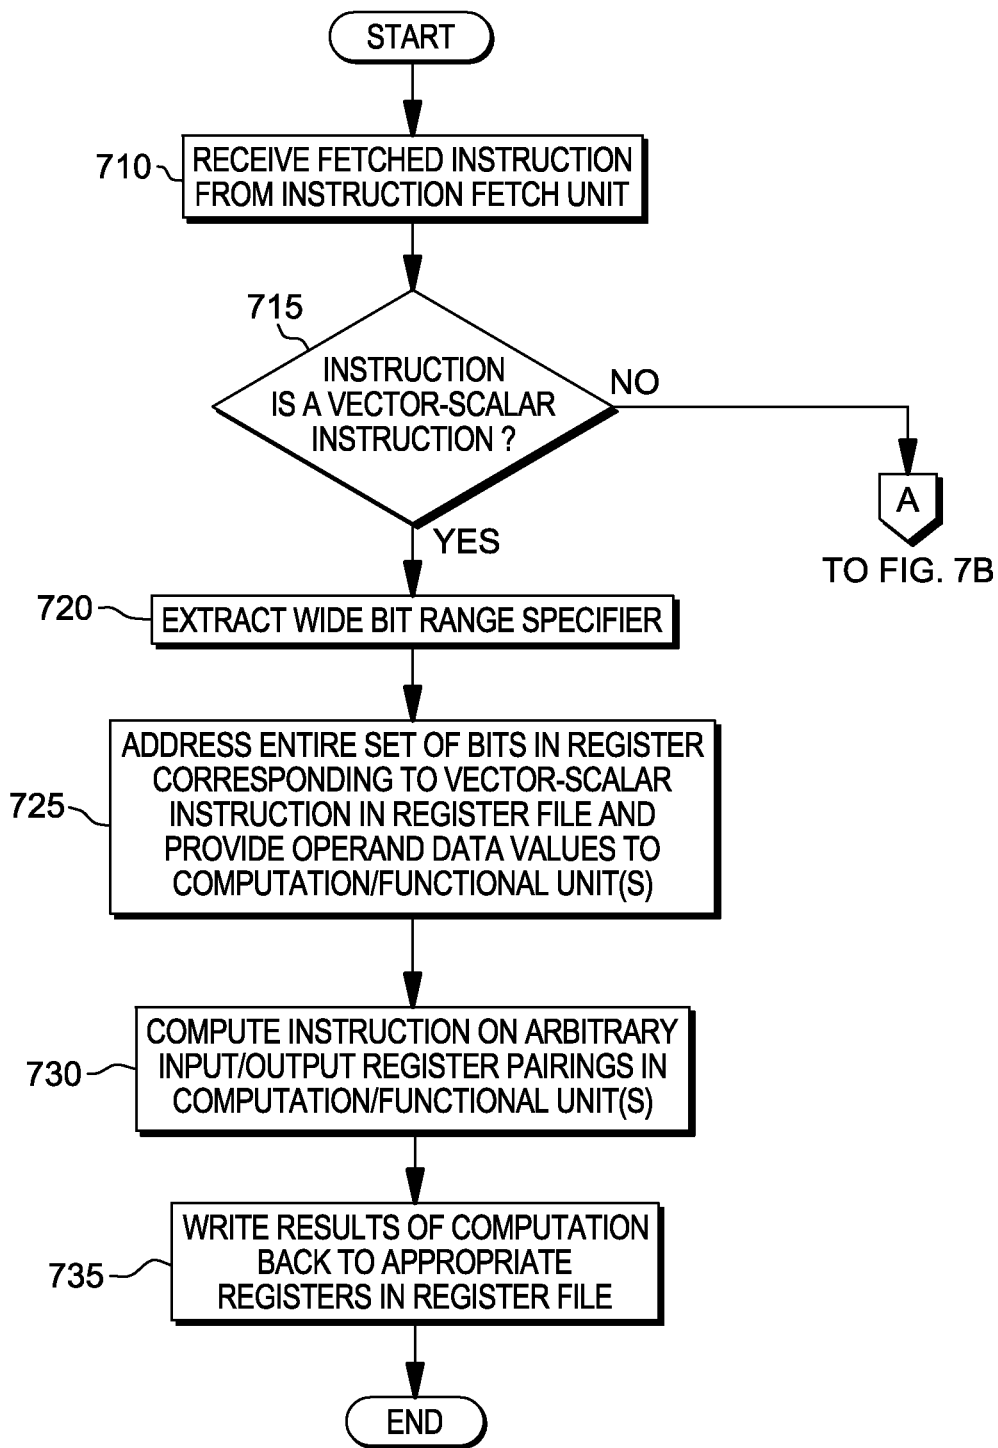 START
710
RECEIVE FETCHED INSTRUCTION
FROM INSTRUCTION FETCH UNIT
715
INSTRUCTION
IS A VECTOR-SCALAR
INSTRUCTION ?
NO
A
TO FIG. 7B
YES
720
EXTRACT WIDE BIT RANGE SPECIFIER
725
ADDRESS ENTIRE SET OF BITS IN REGISTER
CORRESPONDING TO VECTOR-SCALAR
INSTRUCTION IN REGISTER FILE AND
PROVIDE OPERAND DATA VALUES TO
COMPUTATION/FUNCTIONAL UNIT(S)
730
COMPUTE INSTRUCTION ON ARBITRARY
INPUT/OUTPUT REGISTER PAIRINGS IN
COMPUTATION/FUNCTIONAL UNIT(S)
735
WRITE RESULTS OF COMPUTATION
BACK TO APPROPRIATE
REGISTERS IN REGISTER FILE
END